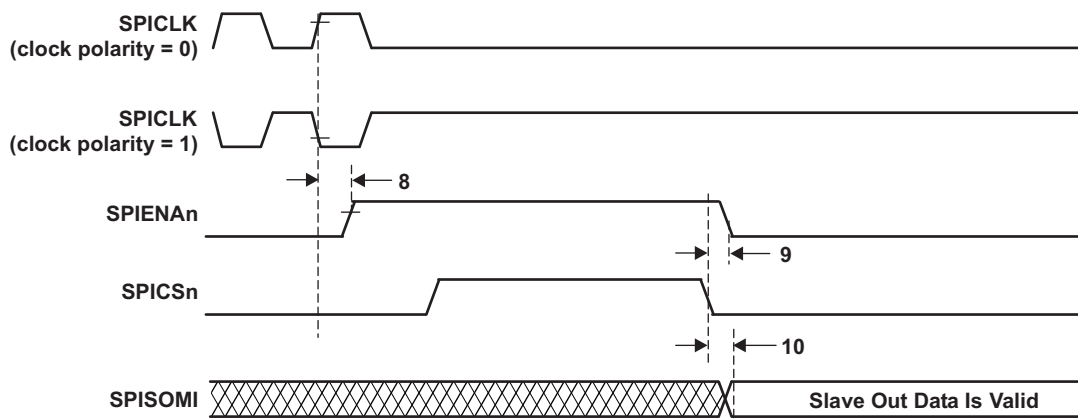 SPICLK
(clock polarity = 0)
SPICLK
(clock polarity = 1)
8
SPIENAn
9
SPICSn
10
SPISOMI
Slave Out Data Is Valid